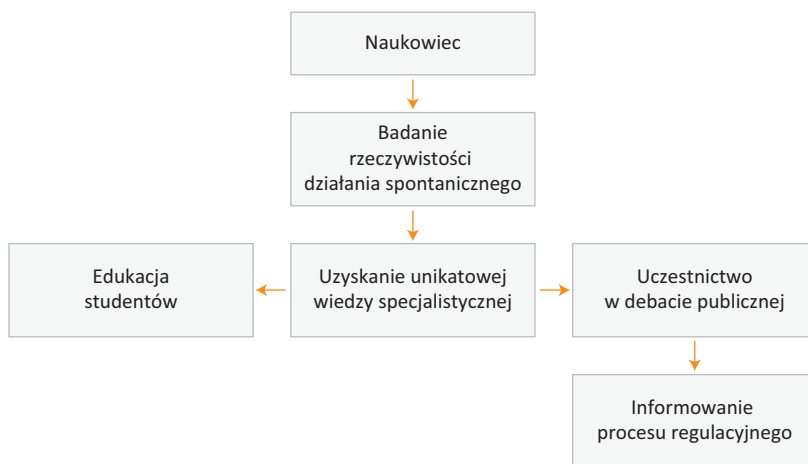 Naukowiec
Badanie
rzeczywistości
działania spontanicznego
Edukacja
studentów
Uzyskanie unikatowej
wiedzy specjalistycznej
Uczestnictwo
w debacie publicznej
Informowanie
procesu regulacyjnego